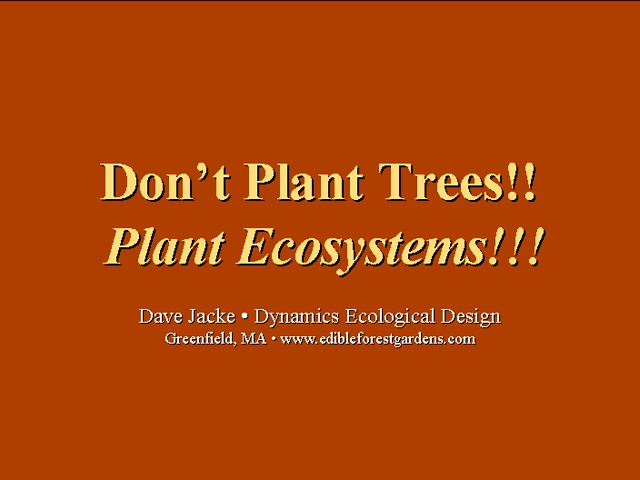 Don’t Plant Trees!!
Plant Ecosystems!!!
Dave Jacke • Dynamics Ecological Design
Greenfield, MA • www.edibleforestgardens.com